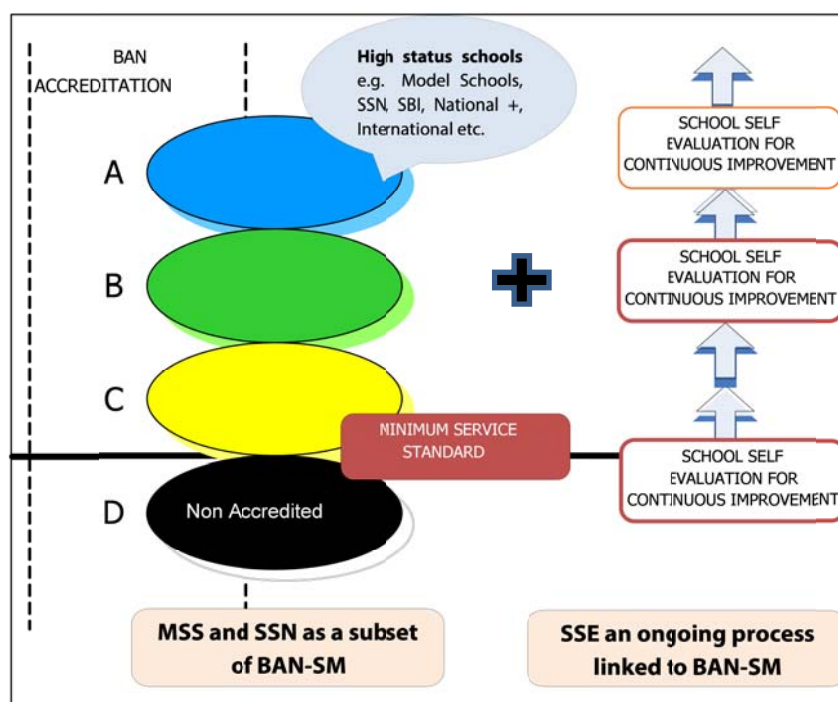 BAN
ACCREDITATION
High status schools
e.g. Model Schools,
SSN, SBI, National +,
International etc.
A
B
C
D
Non Accredited
MINIMUM SERVICE
STANDARD
SCHOOL SELF
EVALUATION FOR
CONTINUOUS IMPROVEMENT
SCHOOL SELF
EVALUATION FOR
CONTINUOUS IMPROVEMENT
SCHOOL SELF
EVALUATION FOR
CONTINUOUS IMPROVEMENT
MSS and SSN as a subset
of BAN-SM
SSE an ongoing process
linked to BAN-SM